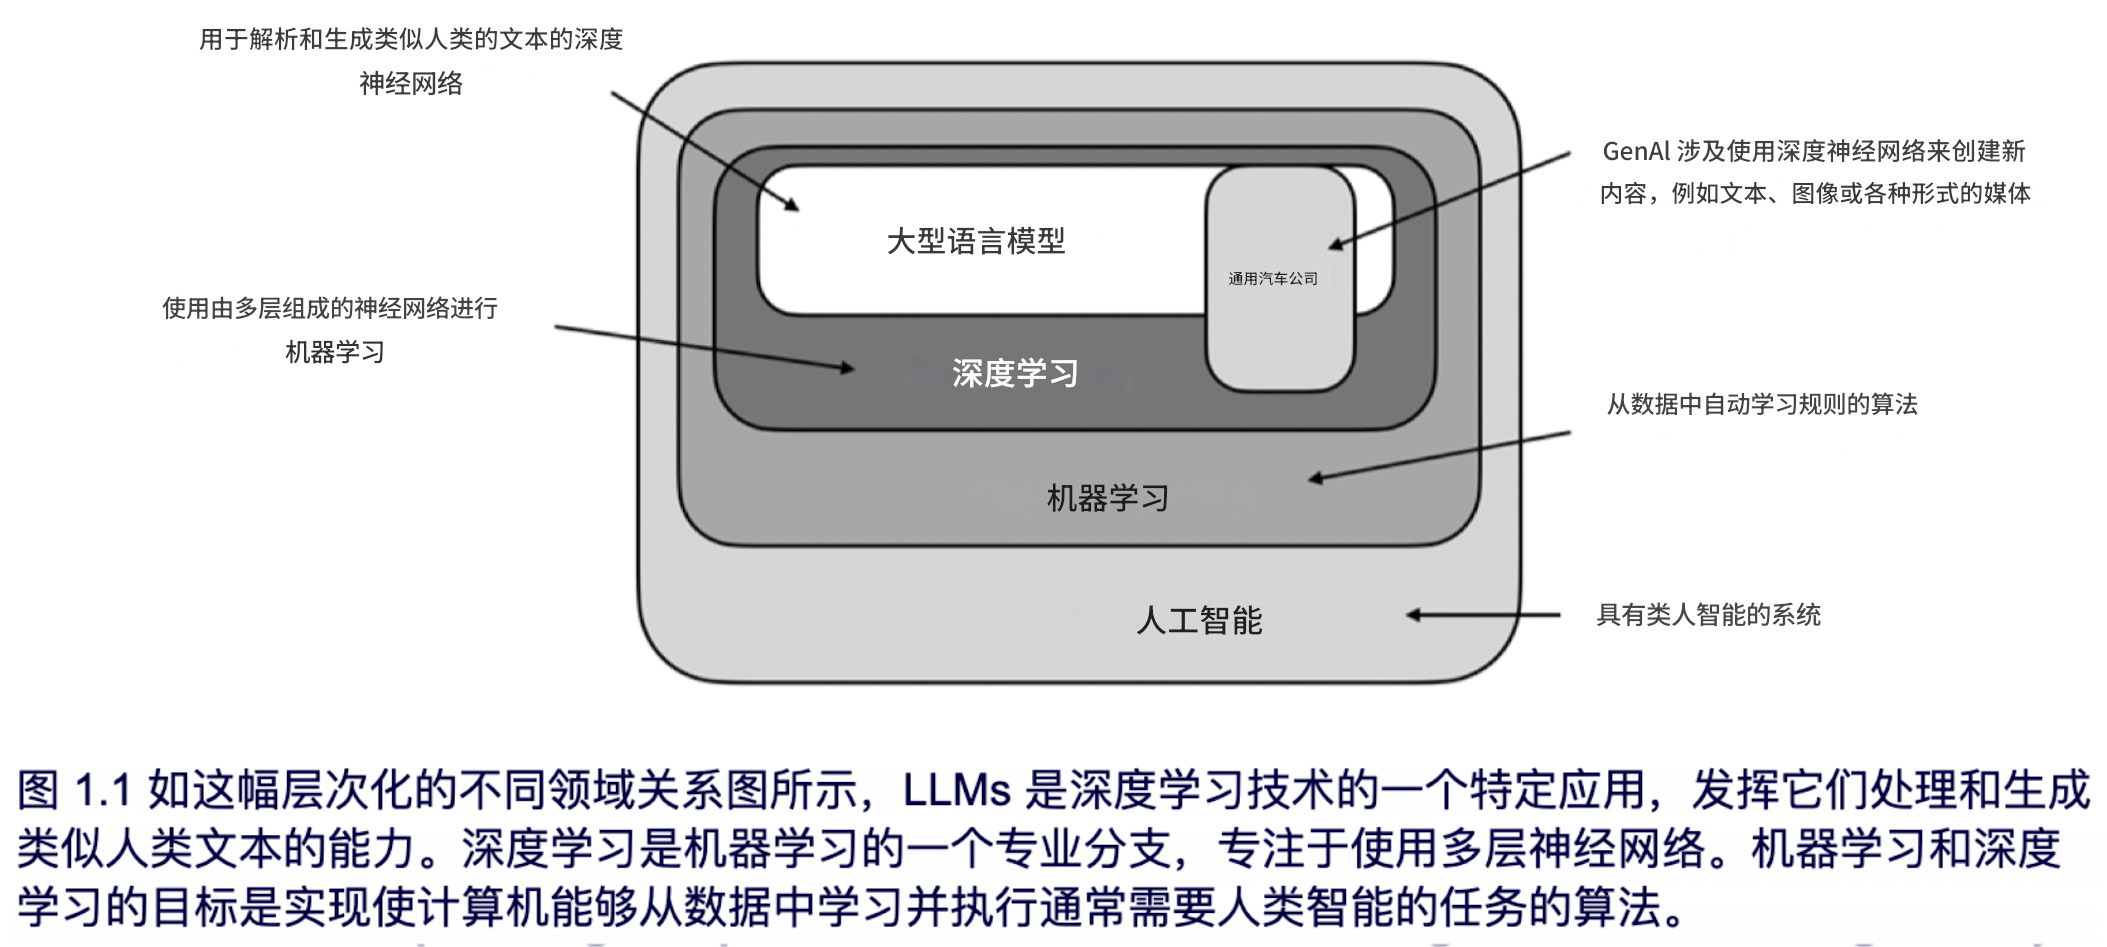 用于解析和生成类似人类的文本的深度
神经网络
GenAl 涉及使用深度神经网络来创建新
内容，例如文本、图像或各种形式的媒体
大型语言模型
通用汽车公司
使用由多层组成的神经网络进行
机器学习
深度学习
从数据中自动学习规则的算法
机器学习
人工智能
具有类人智能的系统
图 1.1 如这幅层次化的不同领域关系图所示，LLMs 是深度学习技术的一个特定应用，发挥它们处理和生成
类似人类文本的能力。深度学习是机器学习的一个专业分支，专注于使用多层神经网络。机器学习和深度
学习的目标是实现使计算机能够从数据中学习并执行通常需要人类智能的任务的算法。